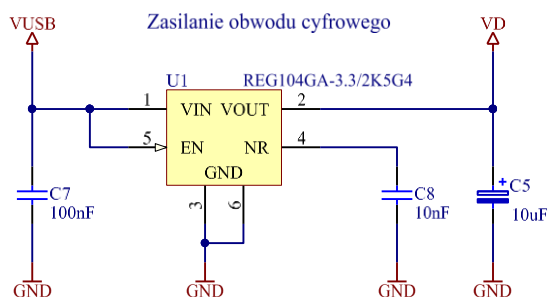 Zasilanie obwodu cyfrowego
VUSB
VD
U1
REG104GA-3.3/2K5G4
1
VIN
VOUT
2
5
EN
NR
4
GND
3
6
C7
100nF
C8
10nF
+
C5
10uF
GND
GND
GND
GND